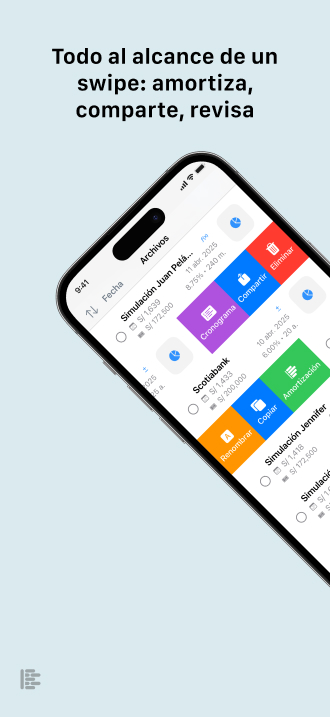 Todo al alcance de un
swipe: amortiza,
comparte, revisa
9:41
Fecha
Archivos
Simulación Juan Pelá...
S/ 1,639
S/ 172,500
11 abr. 2025
8.75% • 240 m.
Cronograma
Compartir
Eliminar
Scotiabank
S/ 1,433
S/ 200,000
10 abr. 2025
6.00% • 20 a.
Renombrar
Copiar
Amortización
Simulación Jennifer
S/ 1,418
S/ 172,500